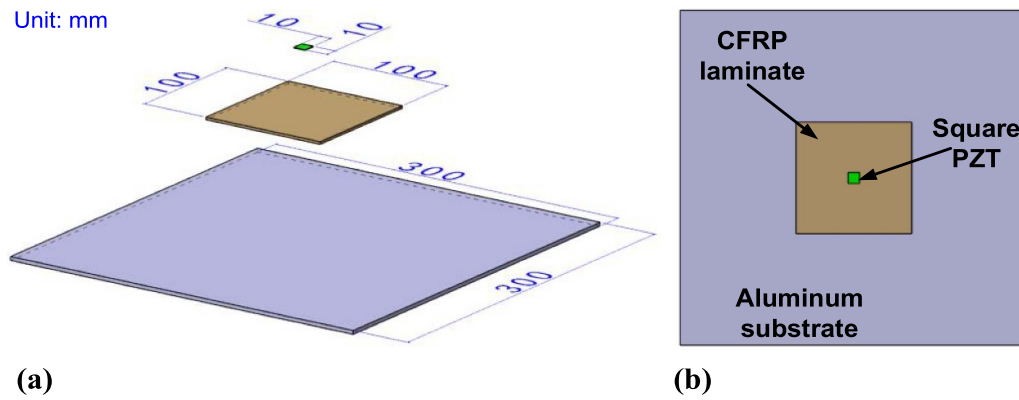 Unit: mm
10
10
100
100
300
300
(a)
CFRP
laminate
Square
PZT
Aluminum
substrate
(b)